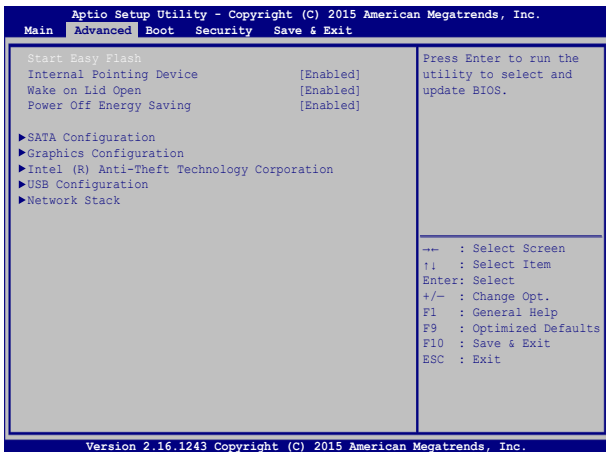 Aptio Setup Utility - Copyright (C) 2015 American Megatrends, Inc.
Main Advanced Boot Security Save & Exit
Start Easy Flash
Internal Pointing Device [Enabled]
Wake on Lid Open [Enabled]
Power Off Energy Saving [Enabled]
▶SATA Configuration
▶Graphics Configuration
▶Intel (R) Anti-Theft Technology Corporation
▶USB Configuration
▶Network Stack
Press Enter to run the
utility to select and
update BIOS.
→← : Select Screen
↑↓ : Select Item
Enter: Select
+/— : Change Opt.
F1 : General Help
F9 : Optimized Defaults
F10 : Save & Exit
ESC : Exit
Version 2.16.1243 Copyright (C) 2015 American Megatrends, Inc.